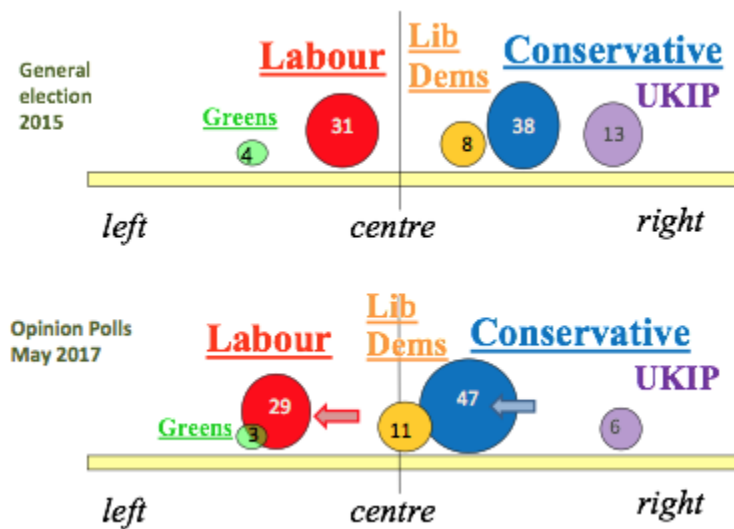 General
election
2015
Greens
Labour
Lib
Dems
Conservative
UKIP
4
31
8
38
13
left
centre
right
Opinion Polls
May 2017
Greens
Labour
Lib
Dems
Conservative
UKIP
3
29
11
47
6
left
centre
right